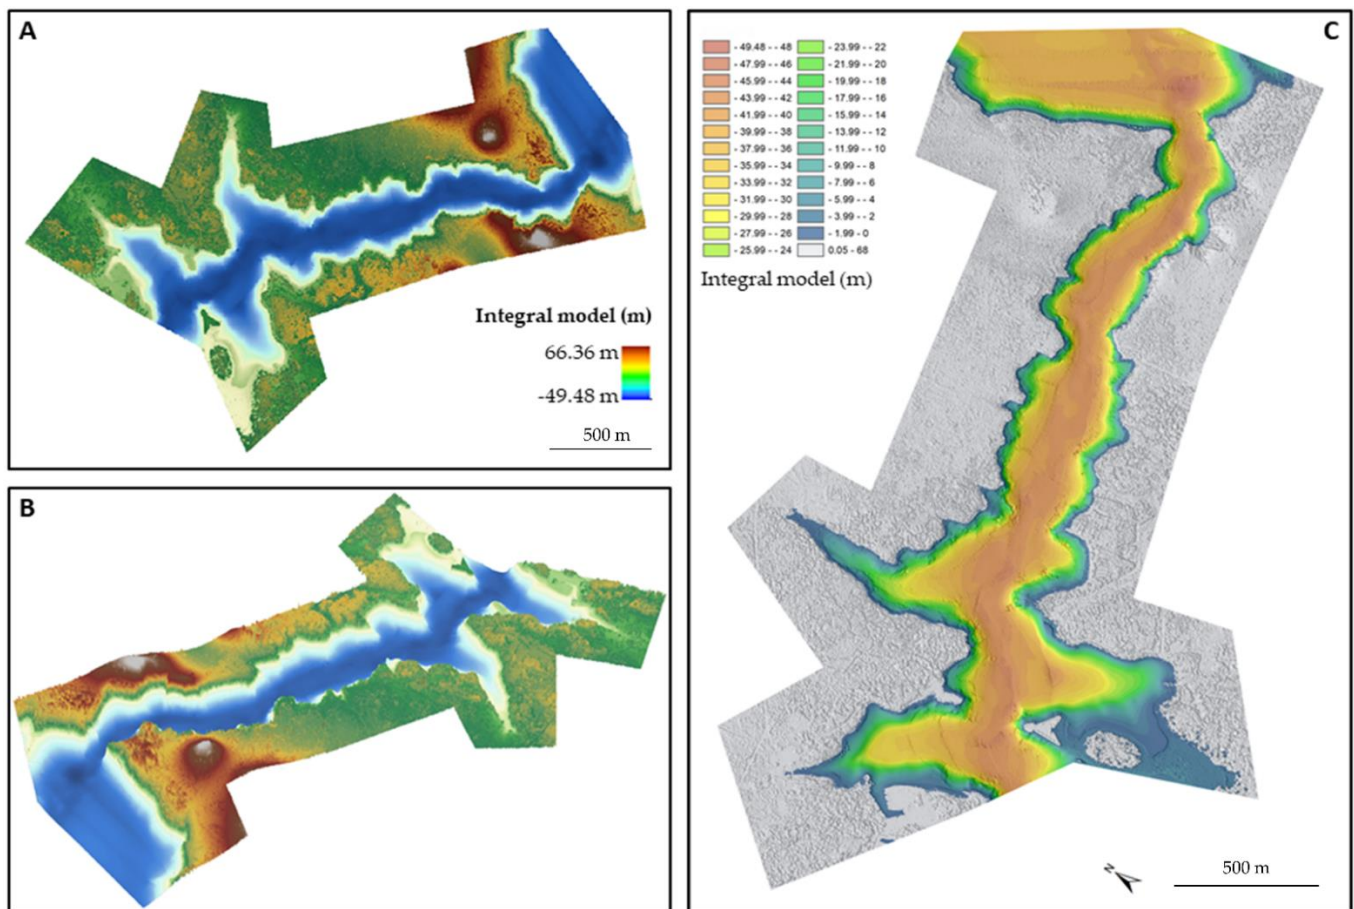 A
Integral model (m)
66.36 m
-49.48 m
500 m
B
C
- 49.48 - - 48
- 47.99 - - 46
- 45.99 - - 44
- 43.99 - - 42
- 41.99 - - 40
- 39.99 - - 38
- 37.99 - - 36
- 35.99 - - 34
- 33.99 - - 32
- 31.99 - - 30
- 29.99 - - 28
- 27.99 - - 26
- 25.99 - - 24
- 23.99 - - 22
- 21.99 - - 20
- 19.99 - - 18
- 17.99 - - 16
- 15.99 - - 14
- 13.99 - - 12
- 11.99 - - 10
- 9.99 - - 8
- 7.99 - - 6
- 5.99 - - 4
- 3.99 - - 2
- 1.99 - 0
0.05 - 68
Integral model (m)
N
500 m